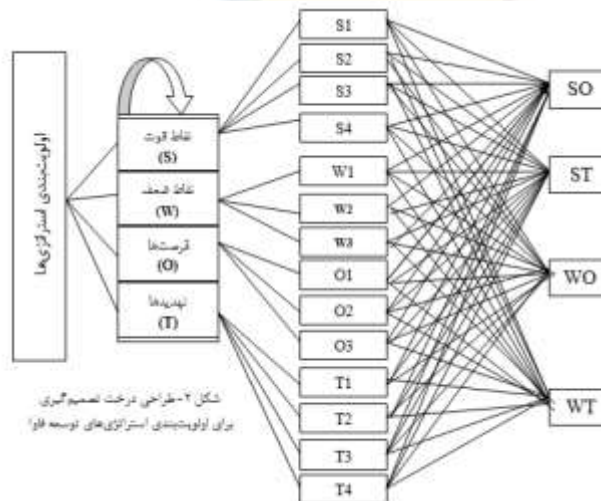 اولویت‌بندی استراتژی‌ها
نقاط قوت
(S)
نقاط ضعف
(W)
فرصت‌ها
(O)
تهدیدها
(T)
S1
S2
S3
S4
W1
W2
W3
O1
O2
O3
T1
T2
T3
T4
SO
ST
WO
WT
شکل ۲- طراحی درخت تصمیم‌گیری
برای اولویت‌بندی استراتژی‌های توسعه فاوا